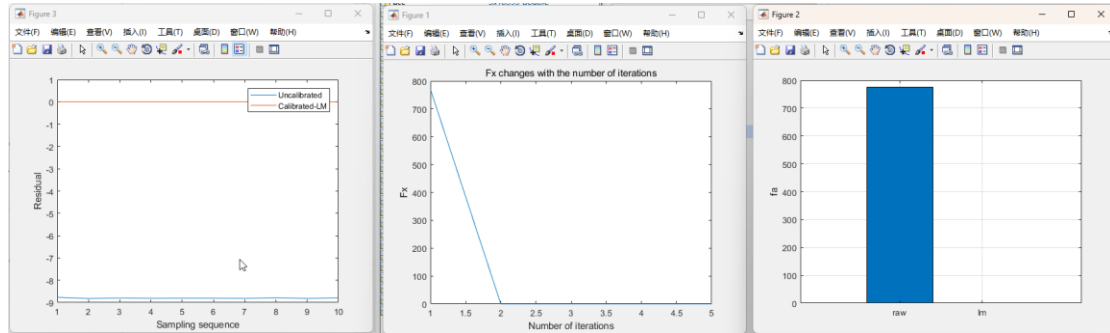 Figure 3
文件(F) 编辑(E) 查看(V) 插入(I) 工具(T) 桌面(D) 窗口(W) 帮助(H)
1
0
-1
-2
-3
-4
-5
-6
-7
-8
-9
Residual
Uncalibrated
Calibrated-LM
1 2 3 4 5 6 7 8 9 10
Sampling sequence
Figure 1
文件(F) 编辑(E) 查看(V) 插入(I) 工具(T) 桌面(D) 窗口(W) 帮助(H)
Fx changes with the number of iterations
800
700
600
500
400
300
200
100
0
Fx
1 1.5 2 2.5 3 3.5 4 4.5 5
Number of iterations
Figure 2
文件(F) 编辑(E) 查看(V) 插入(I) 工具(T) 桌面(D) 窗口(W) 帮助(H)
800
700
600
500
400
300
200
100
0
fa
raw lm